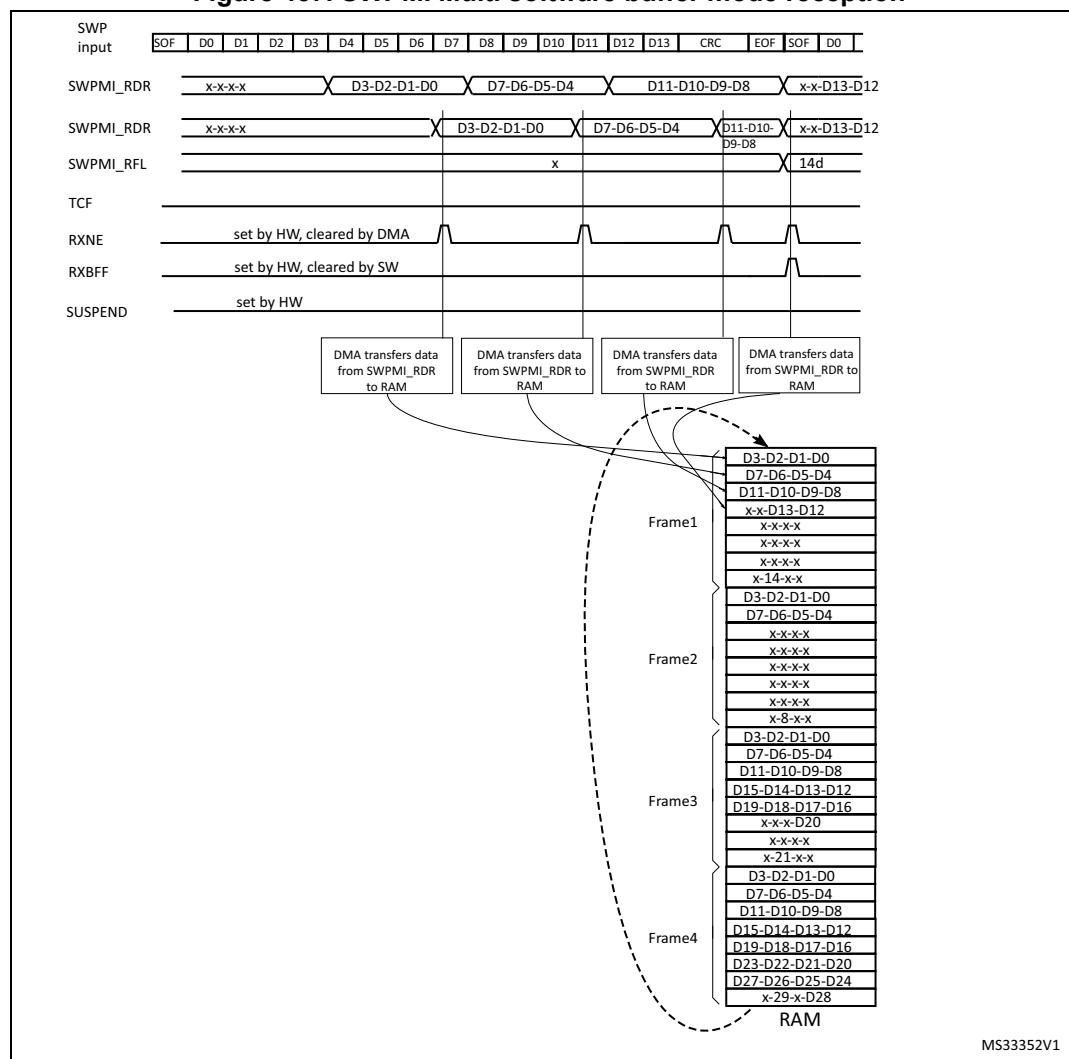 SWP input SOF D0 D1 D2 D3 D4 D5 D6 D7 D8 D9 D10 D11 D12 D13 CRC EOF SOF D0
SWPMI_RDR x-x-x-x D3-D2-D1-D0 D7-D6-D5-D4 D11-D10-D9-D8 x-x-D13-D12
SWPMI_RDR x-x-x-x D3-D2-D1-D0 D7-D6-D5-D4 D11-D10-D9-D8 x-x-D13-D12
SWPMI_RFL x 14d
TCF
RXNE set by HW, cleared by DMA
RXBFF set by HW, cleared by SW
SUSPEND set by HW
DMA transfers data
from SWPMI_RDR
to RAM
DMA transfers data
from SWPMI_RDR to
RAM
DMA transfers data
from SWPMI_RDR
to RAM
DMA transfers data
from SWPMI_RDR to
RAM
Frame1
D3-D2-D1-D0
D7-D6-D5-D4
D11-D10-D9-D8
x-x-D13-D12
x-x-x-x
x-x-x-x
x-x-x-x
x-14-x-x
Frame2
D3-D2-D1-D0
D7-D6-D5-D4
x-x-x-x
x-x-x-x
x-x-x-x
x-x-x-x
x-x-x-x
x-8-x-x
Frame3
D3-D2-D1-D0
D7-D6-D5-D4
D11-D10-D9-D8
D15-D14-D13-D12
D19-D18-D17-D16
x-x-x-D20
x-x-x-x
x-21-x-x
Frame4
D3-D2-D1-D0
D7-D6-D5-D4
D11-D10-D9-D8
D15-D14-D13-D12
D19-D18-D17-D16
D23-D22-D21-D20
D27-D26-D25-D24
x-29-x-D28
RAM
MS33352V1